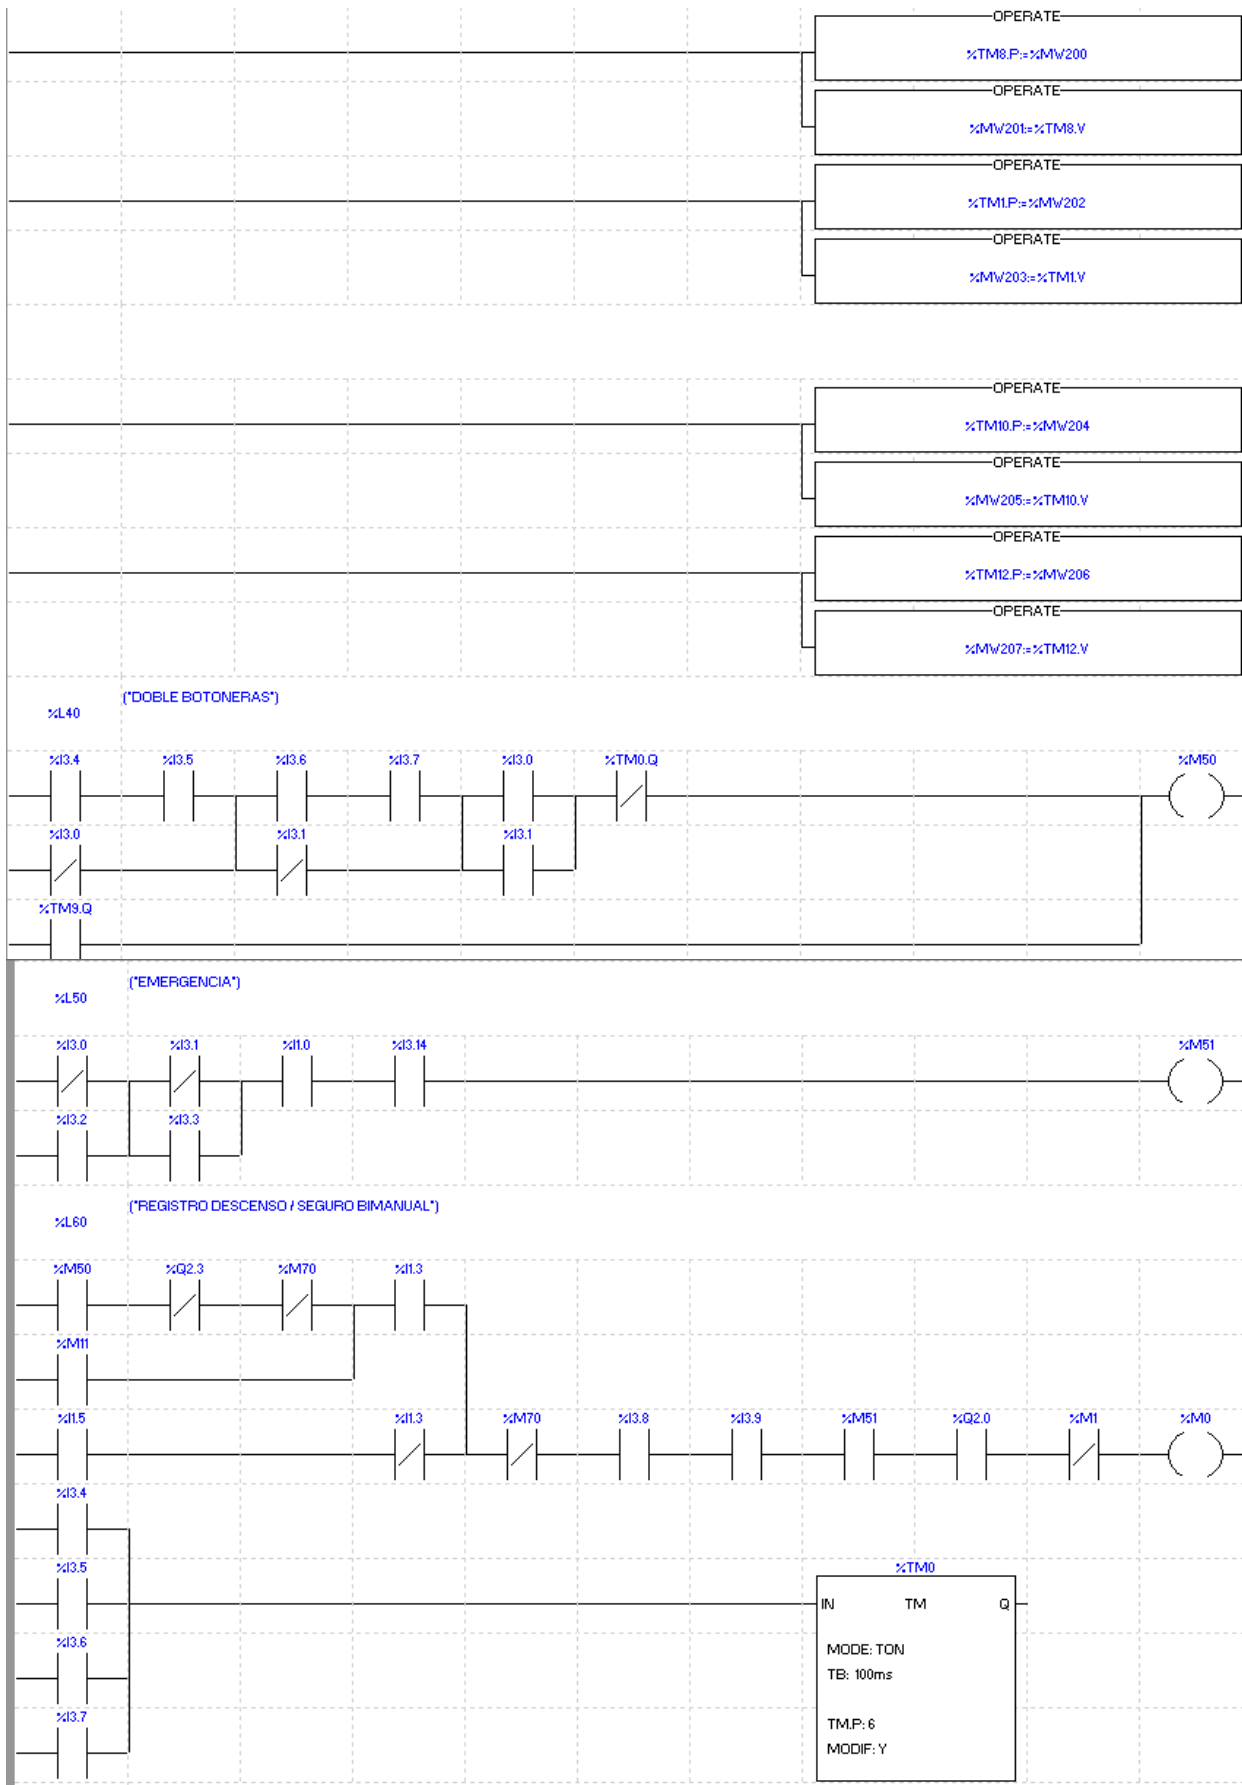 OPERATE
%TM8.P:=%MW200
OPERATE
%MW201:=%TM8.V
OPERATE
%TM1.P:=%MW202
OPERATE
%MW203:=%TM1.V
OPERATE
%TM10.P:=%MW204
OPERATE
%MW205:=%TM10.V
OPERATE
%TM12.P:=%MW206
OPERATE
%MW207:=%TM12.V
("DOBLE BOTONERAS")
%L40
%I3.4 %I3.5 %I3.6 %I3.7 %I3.0 %TM0.Q %M50
%I3.0 %I3.1 %I3.1
%TM9.Q
("EMERGENCIA")
%L50
%I3.0 %I3.1 %I1.0 %I3.14 %M51
%I3.2 %I3.3
("REGISTRO DESCENSO / SEGURO BIMANUAL")
%L60
%M50 %Q2.3 %M70 %I1.3
%M11
%I1.5 %I1.3 %M70 %I3.8 %I3.9 %M51 %Q2.0 %M1 %M0
%I3.4
%I3.5 %TM0
IN TM Q
%I3.6
MODE: TON
TB: 100ms
%I3.7
TM.P: 6
MODIF: Y